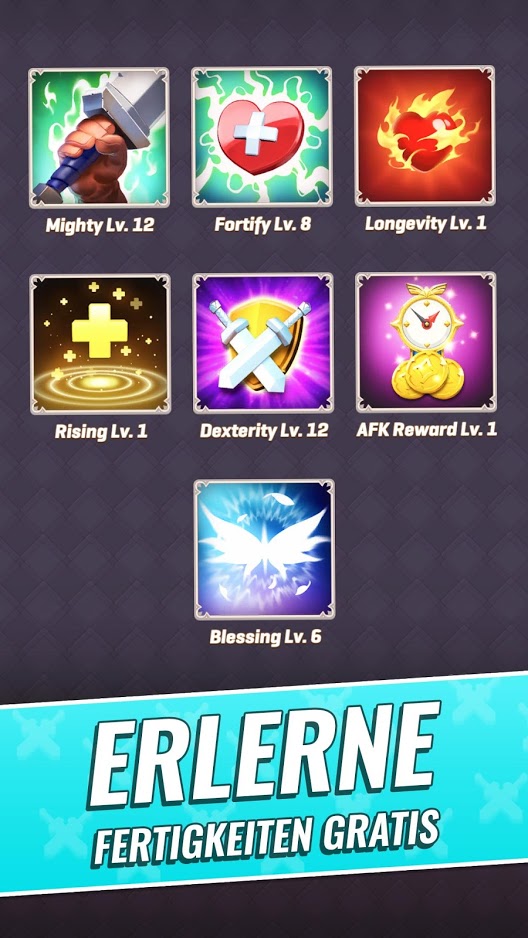 Mighty Lv. 12
Fortify Lv. 8
Longevity Lv. 1
Rising Lv. 1
Dexterity Lv. 12
AFK Reward Lv. 1
Blessing Lv. 6
ERLERNE
FERTIGKEITEN GRATIS